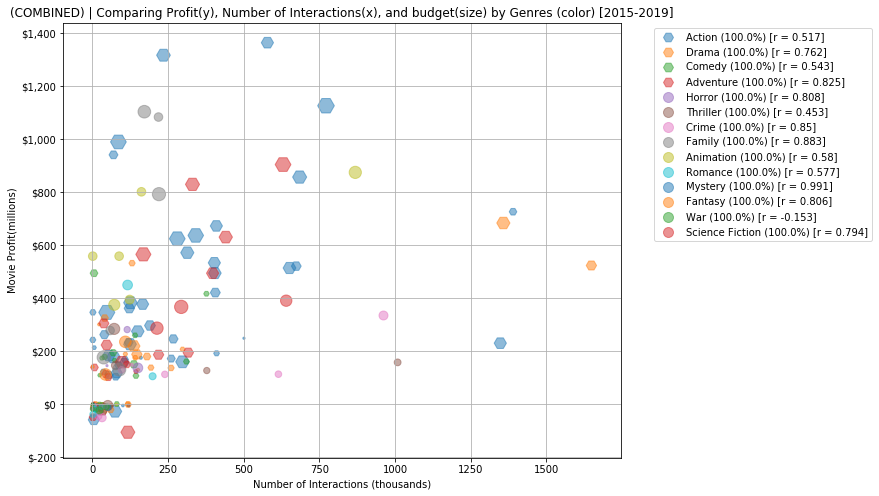 (COMBINED) | Comparing Profit(y), Number of Interactions(x), and budget(size) by Genres (color) [2015-2019]
$1,400
$1,200
$1,000
$800
$600
$400
$200
$0
$-200
Movie Profit(millions)
0
250
500
750
1000
1250
1500
Number of Interactions (thousands)
Action (100.0%) [r = 0.517]
Drama (100.0%) [r = 0.762]
Comedy (100.0%) [r = 0.543]
Adventure (100.0%) [r = 0.825]
Horror (100.0%) [r = 0.808]
Thriller (100.0%) [r = 0.453]
Crime (100.0%) [r = 0.85]
Family (100.0%) [r = 0.883]
Animation (100.0%) [r = 0.58]
Romance (100.0%) [r = 0.577]
Mystery (100.0%) [r = 0.991]
Fantasy (100.0%) [r = 0.806]
War (100.0%) [r = -0.153]
Science Fiction (100.0%) [r = 0.794]